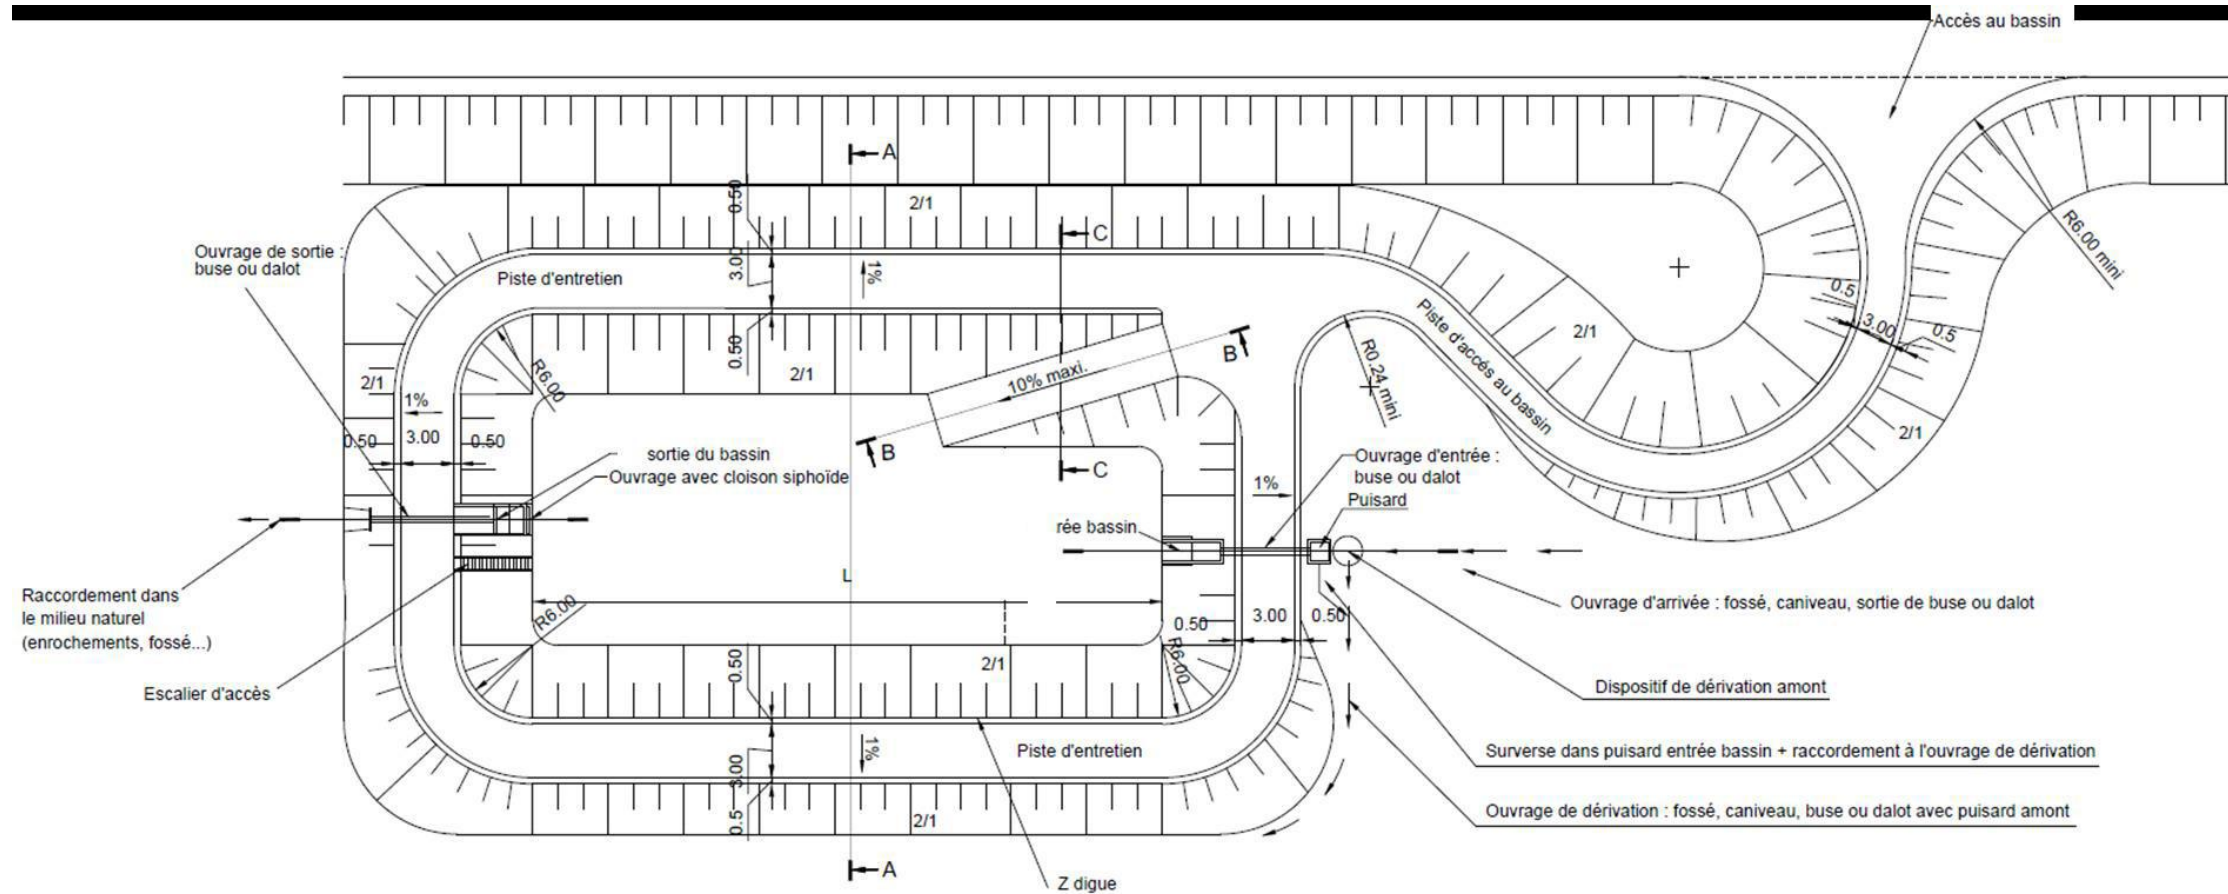 Accès au bassin
A
0.50
2/1
C
R6.00 mini
Ouvrage de sortie :
buse ou dalot
3.00
1%
Piste d'entretien
0.5
3.00
0.5
2/1
Piste d'accés au bassin
B
R0.24 mini
10% maxi.
0.50
2/1
R6.00
2/1
1%
0.50
3.00
0.50
2/1
B
sortie du bassin
Ouvrage avec cloison siphoïde
C
Ouvrage d'entrée :
buse ou dalot
Puisard
1%
rée bassin
L
Raccordement dans
le milieu naturel
(enrochements, fossé...)
R6.00
Ouvrage d'arrivée : fossé, caniveau, sortie de buse ou dalot
0.50
3.00
0.50
R6.00
2/1
0.50
Escalier d'accès
Dispositif de dérivation amont
1%
Piste d'entretien
3.00
Surverse dans puisard entrée bassin + raccordement à l'ouvrage de dérivation
0.5
2/1
Ouvrage de dérivation : fossé, caniveau, buse ou dalot avec puisard amont
A
Z digue